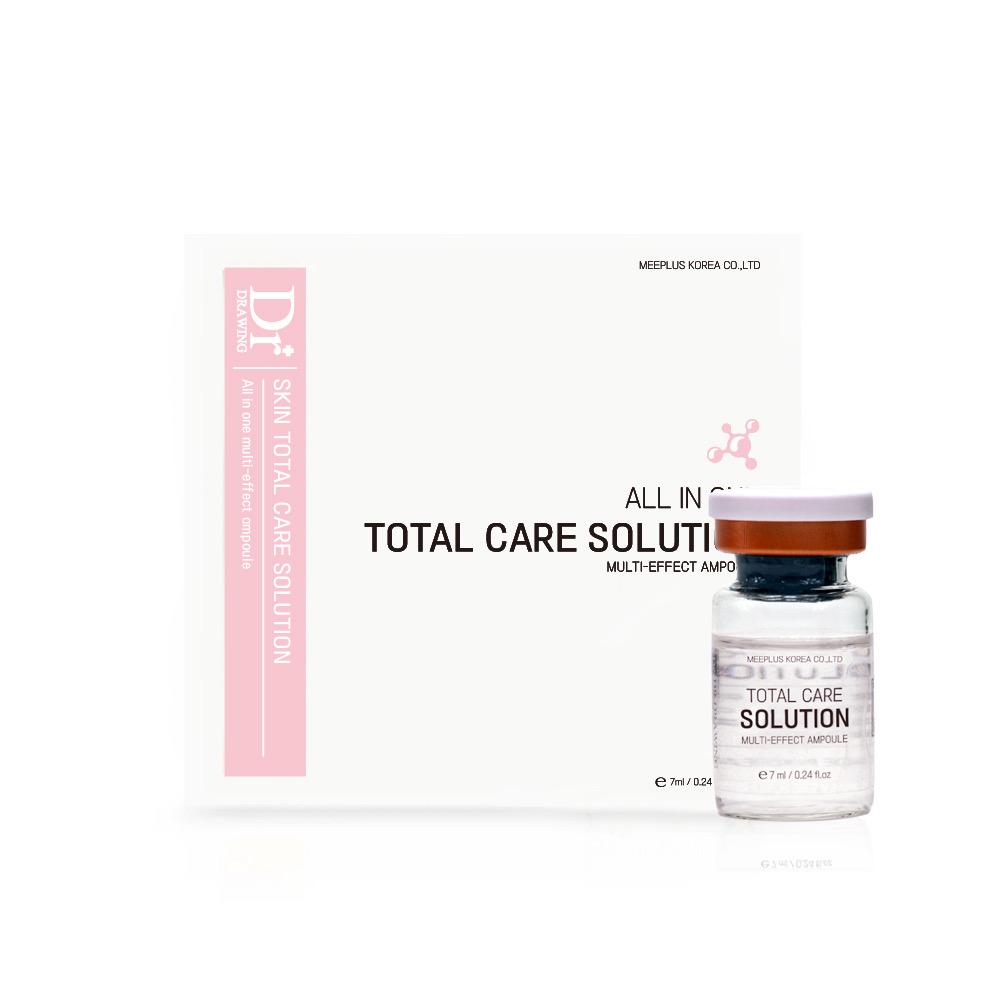 MEEPLUS KOREA CO.,LTD
Dr
DRAWING
SKIN TOTAL CARE SOLUTION
All in one multi-effect ampoule
ALL IN
TOTAL CARE SOLUTI
MULTI-EFFECT AMPO
e 7ml / 0.24
MEEPLUS KOREA CO.,LTD
TOTAL CARE
SOLUTION
MULTI-EFFECT AMPOULE
e 7 ml / 0.24 fl.oz